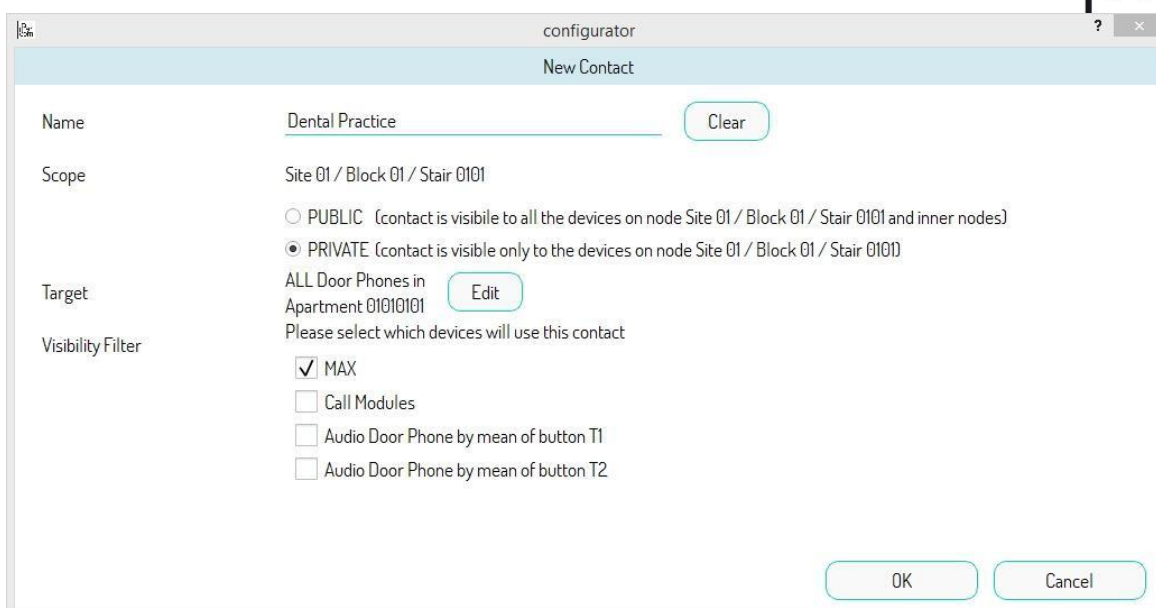 configurator
?
New Contact
Name Dental Practice Clear
Scope Site 01 / Block 01 / Stair 0101
PUBLIC (contact is visibile to all the devices on node Site 01 / Block 01 / Stair 0101 and inner nodes)
PRIVATE (contact is visible only to the devices on node Site 01 / Block 01 / Stair 0101)
Target ALL Door Phones in Apartment 01010101 Edit
Visibility Filter Please select which devices will use this contact
MAX
Call Modules
Audio Door Phone by mean of button T1
Audio Door Phone by mean of button T2
OK Cancel